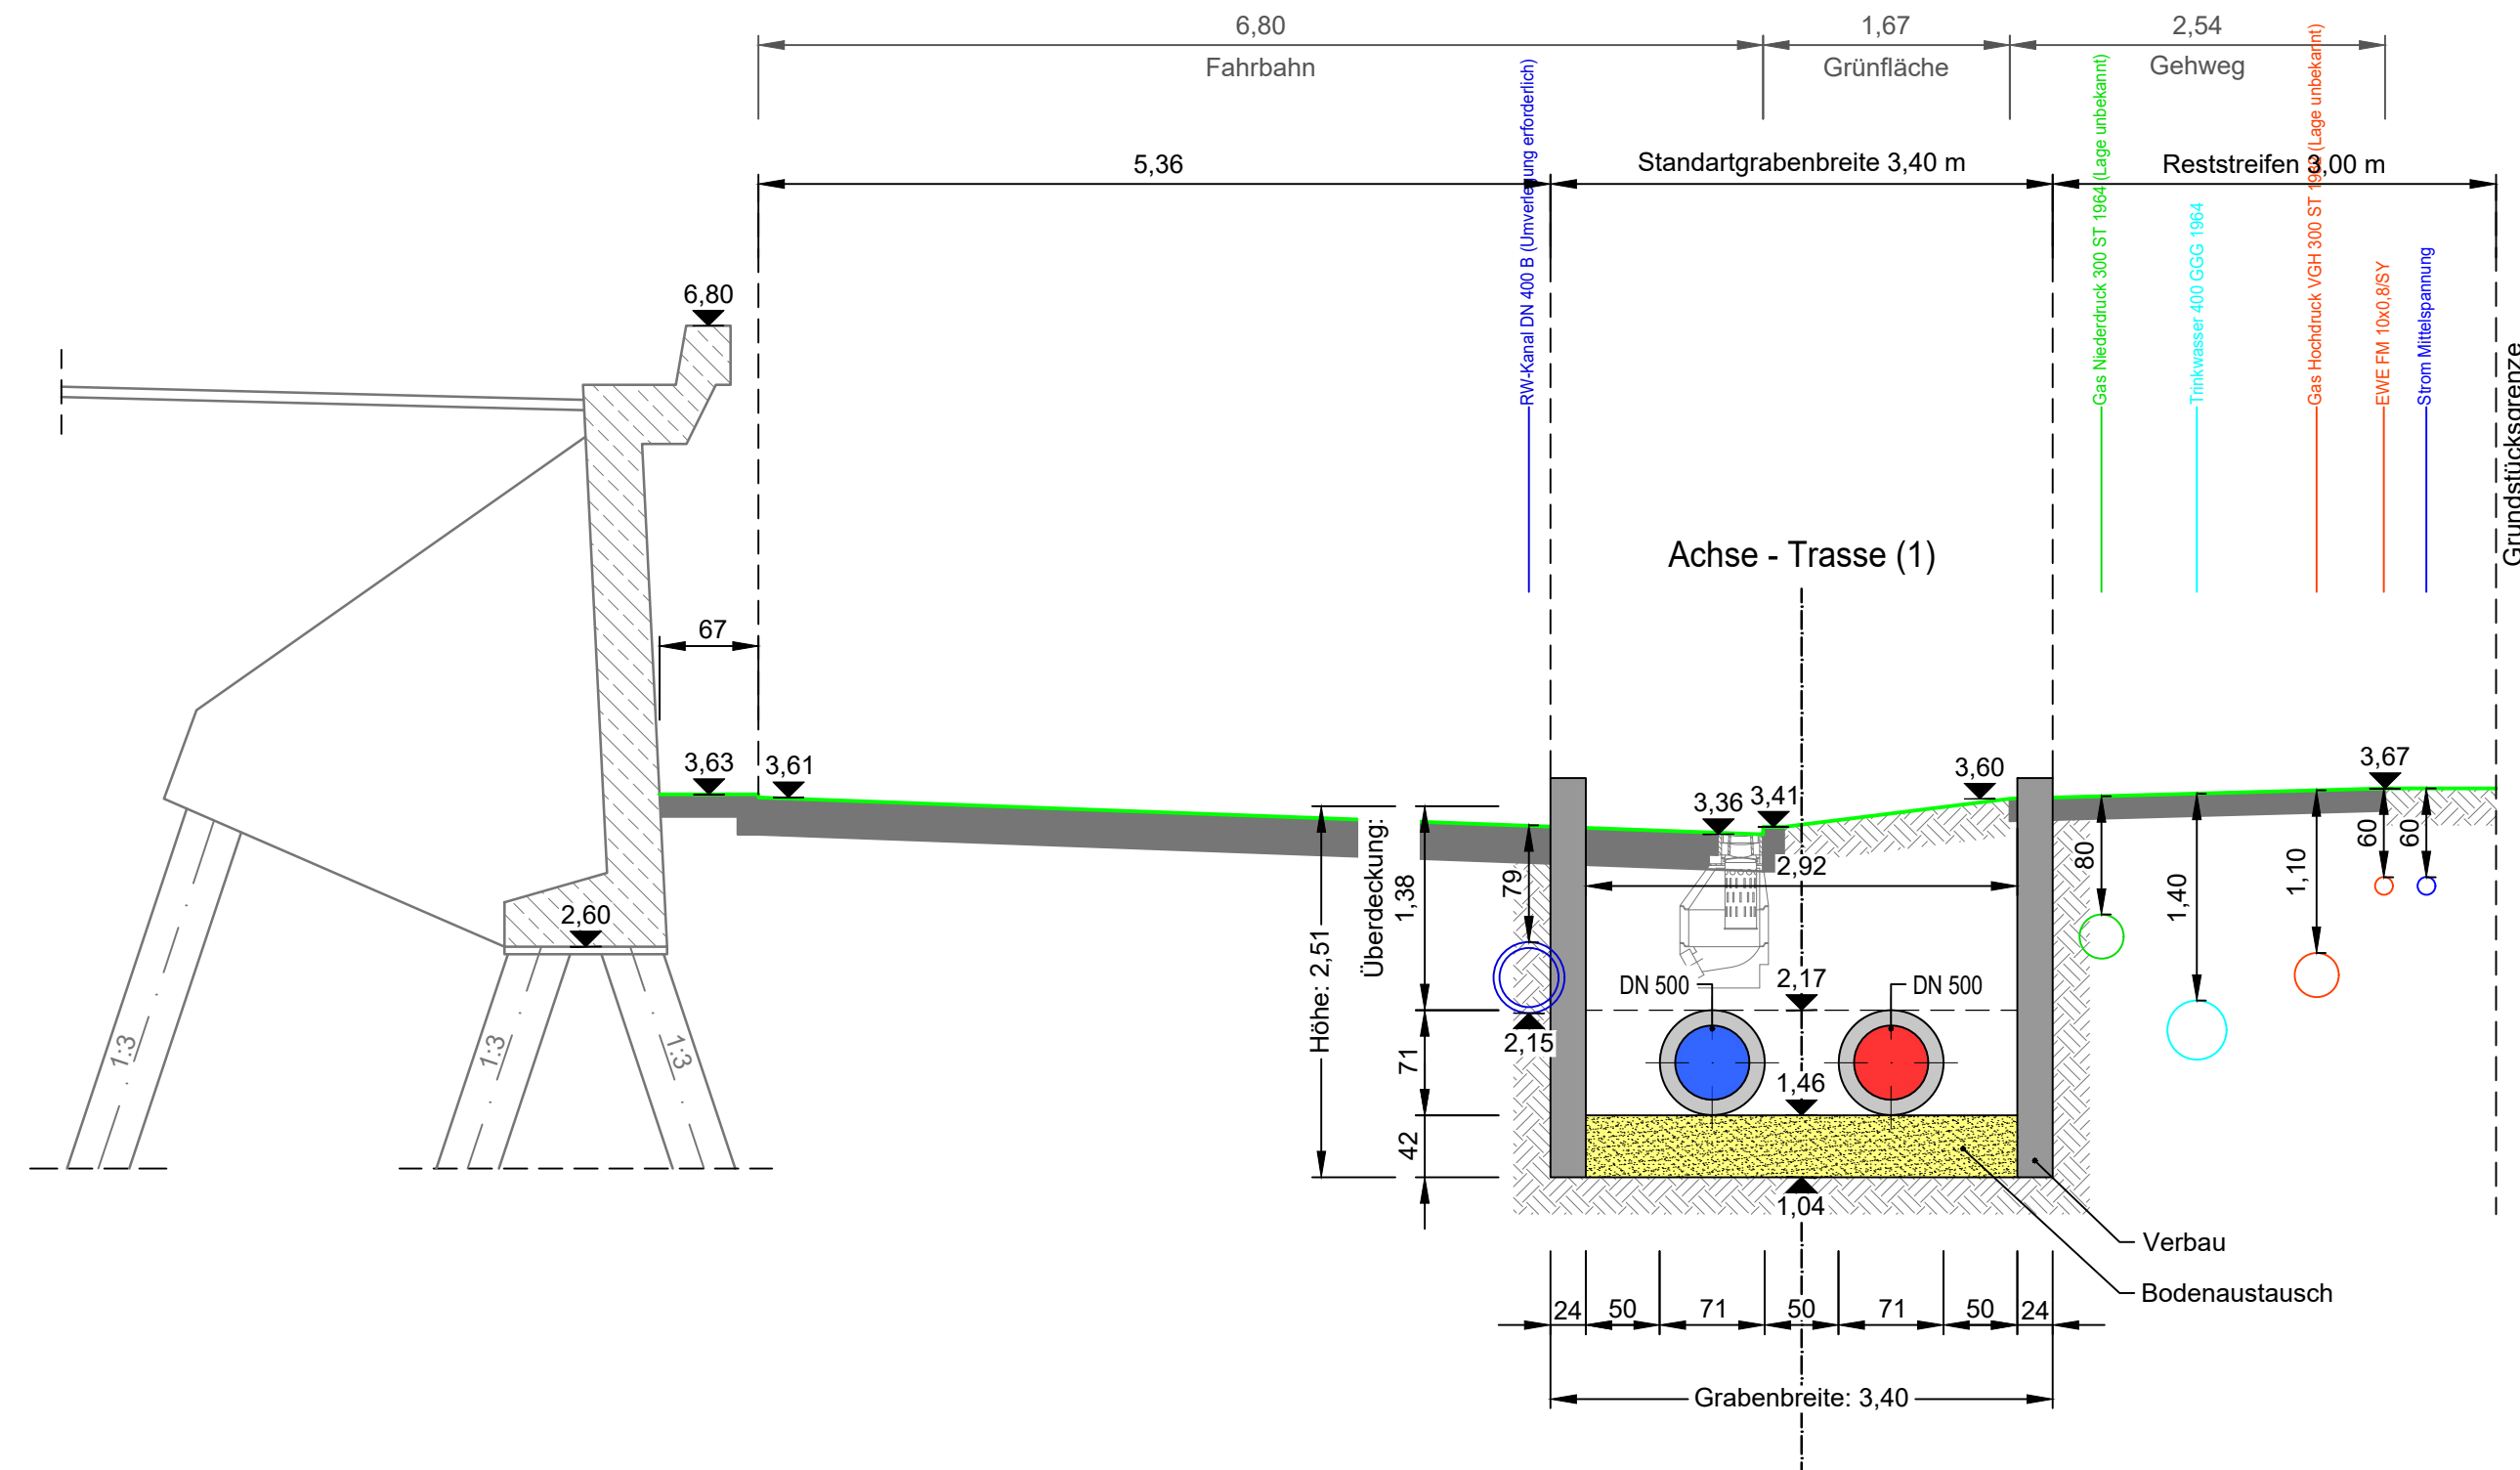 6,80
1,67
2,54
Fahrbahn
Grünfläche
Gehweg
5,36
Standartgrabenbreite 3,40 m
Reststreifen 3,00 m
RW-Kanal DN 400 B (Umverlegung erforderlich)
Gas Niederdruck 300 ST 1964 (Lage unbekannt)
Trinkwasser 400 GGG 1964
Gas Hochdruck VGH 300 ST 1982 (Lage unbekannt)
EWE FM 10x0,8/SY
Strom Mittelspannung
Grundstücksgrenze
6,80
Achse - Trasse (1)
67
3,63
3,61
3,36
3,41
3,60
3,67
2,60
Höhe: 2,51
Überdeckung:
1,38
79
2,92
80
1,40
1,10
60
60
DN 500
2,17
DN 500
2,15
1:3
1:3
1:3
71
1,46
42
1,04
Verbau
Bodenaustausch
24
50
71
50
71
50
24
Grabenbreite: 3,40